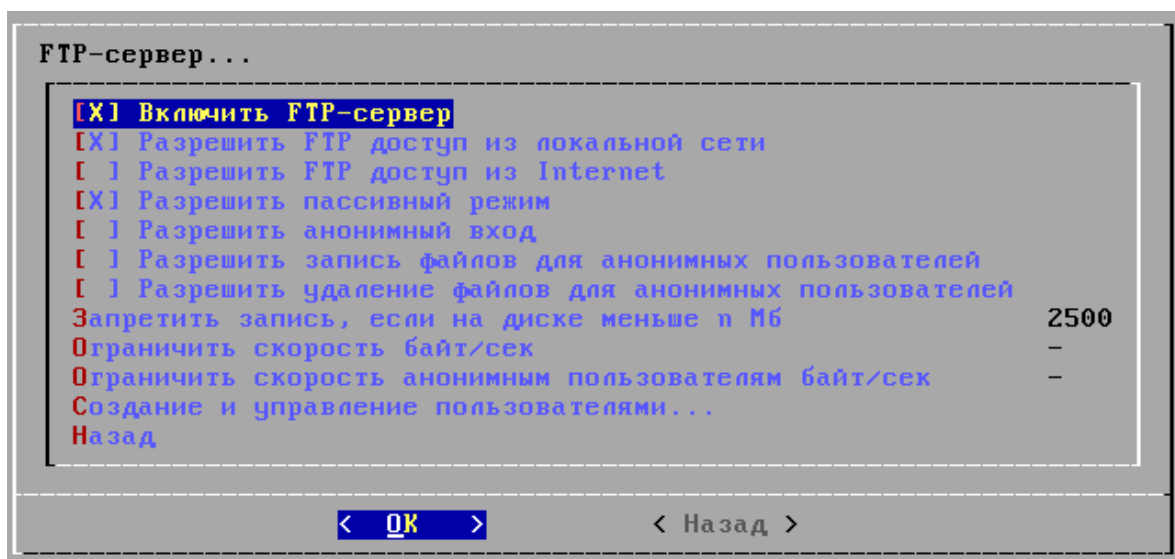 FTP-сервер...
[X] Включить FTP-сервер
[X] Разрешить FTP доступ из локальной сети
[ ] Разрешить FTP доступ из Internet
[X] Разрешить пассивный режим
[ ] Разрешить анонимный вход
[ ] Разрешить запись файлов для анонимных пользователей
[ ] Разрешить удаление файлов для анонимных пользователей
Запретить запись, если на диске меньше n Мб 2500
Ограничить скорость байт/сек -
Ограничить скорость анонимным пользователям байт/сек -
Создание и управление пользователями...
Назад
< OK > < Назад >